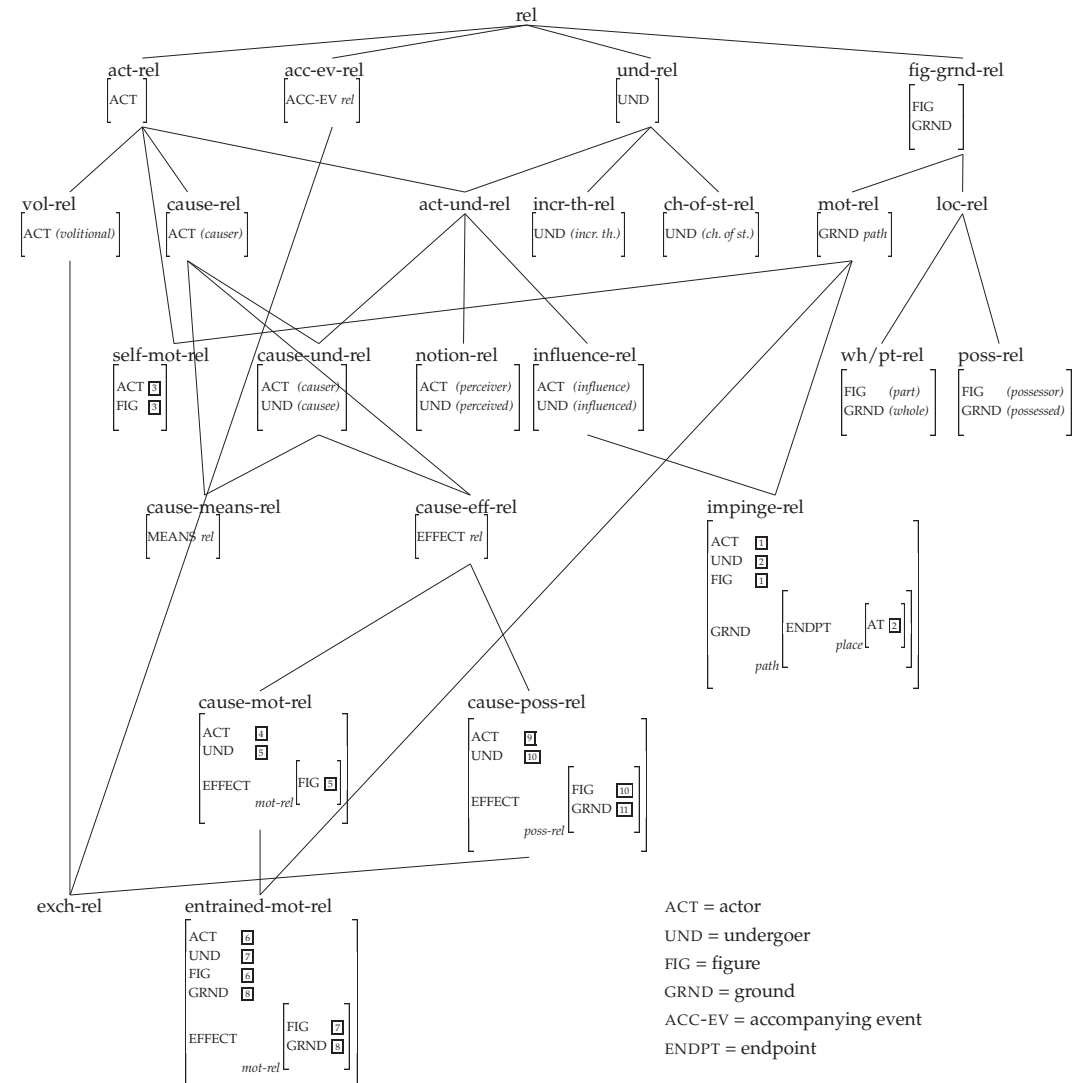 rel
act-rel acc-ev-rel und-rel fig-grnd-rel
ACT ACC-EV rel UND FIG
GRND
vol-rel cause-rel act-und-rel incr-th-rel ch-of-st-rel mot-rel loc-rel
ACT (volitional) ACT (causer) UND (incr. th.) UND (ch. of st.) GRND path
self-mot-rel cause-und-rel notion-rel influence-rel wh/pt-rel poss-rel
ACT 3 ACT (causer) ACT (perceiver) ACT (influence) FIG (part) FIG (possessor)
FIG 3 UND (causee) UND (perceived) UND (influenced) GRND (whole) GRND (possessed)
cause-means-rel cause-eff-rel impinge-rel
MEANS rel EFFECT rel
ACT 1
UND 2
FIG 1
GRND ENDPT AT 2
place
path
cause-mot-rel cause-poss-rel
ACT 4 ACT 9
UND 5 UND 10
EFFECT FIG 5 EFFECT FIG 10
mot-rel GRND 11
poss-rel
exch-rel entrained-mot-rel
ACT 6
UND 7
FIG 6
GRND 8
EFFECT FIG 7
GRND 8
mot-rel
ACT = actor
UND = undergoer
FIG = figure
GRND = ground
ACC-EV = accompanying event
ENDPT = endpoint